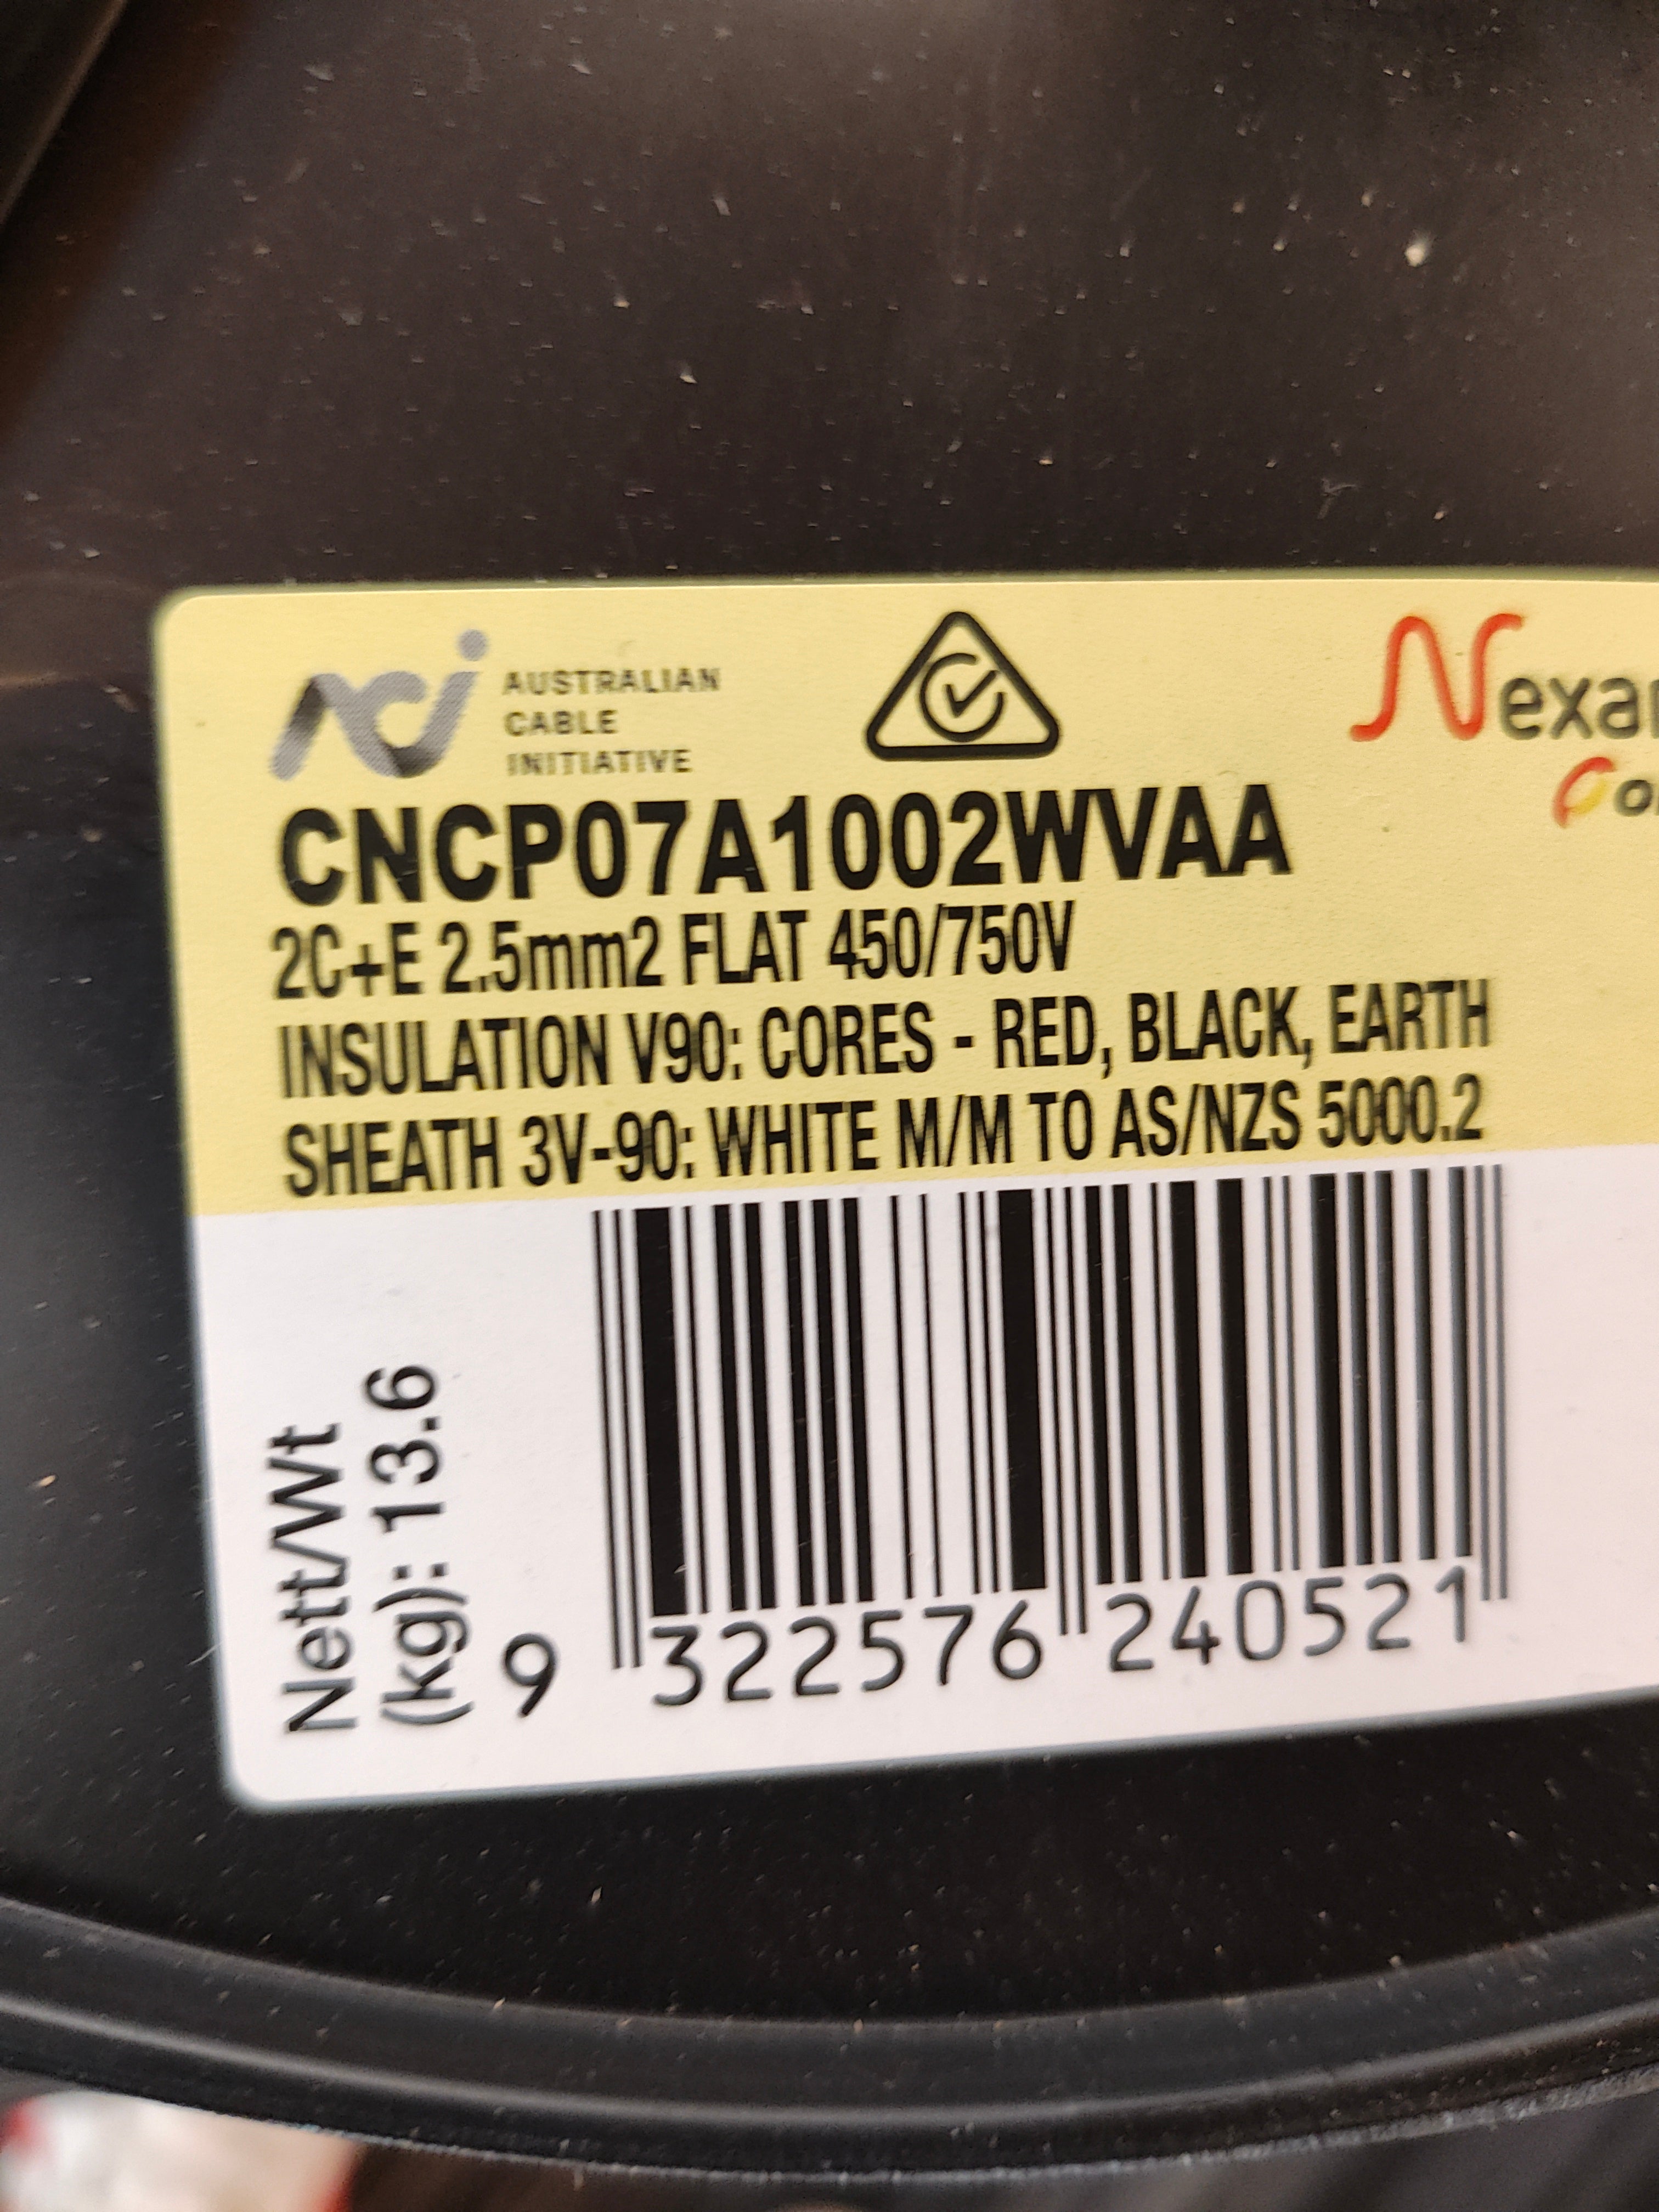 ACi AUSTRALIAN
CABLE
INITIATIVE
CNCP07A1002WVAA
2C+E 2.5mm2 FLAT 450/750V
INSULATION V90: CORES - RED, BLACK, EARTH
SHEATH 3V-90: WHITE M/M TO AS/NZS 5000.2
Nett/Wt
(kg): 13.6
9 322576 240521